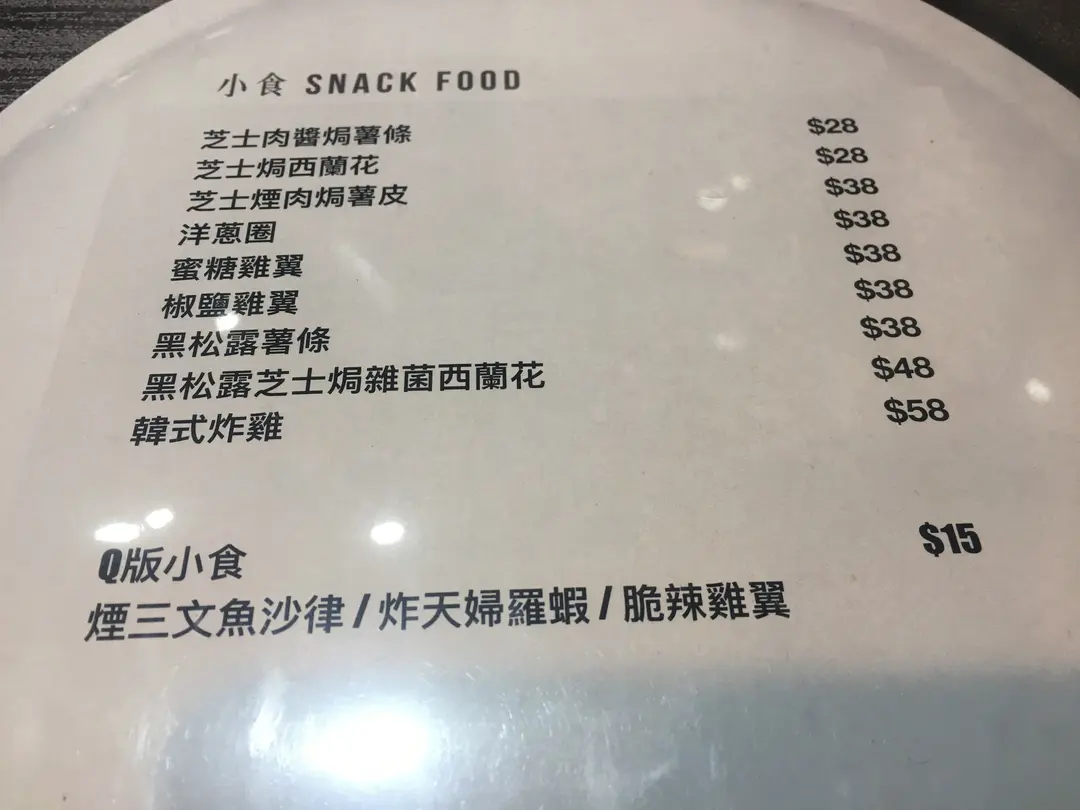 小食 SNACK FOOD
芝士肉醬焗薯條 $28
芝士焗西蘭花 $28
芝士煙肉焗薯皮 $38
洋蔥圈 $38
蜜糖雞翼 $38
椒鹽雞翼 $38
黑松露薯條 $38
黑松露芝士焗雜菌西蘭花 $48
韓式炸雞 $58
Q版小食 $15
煙三文魚沙律 / 炸天婦羅蝦 / 脆辣雞翼